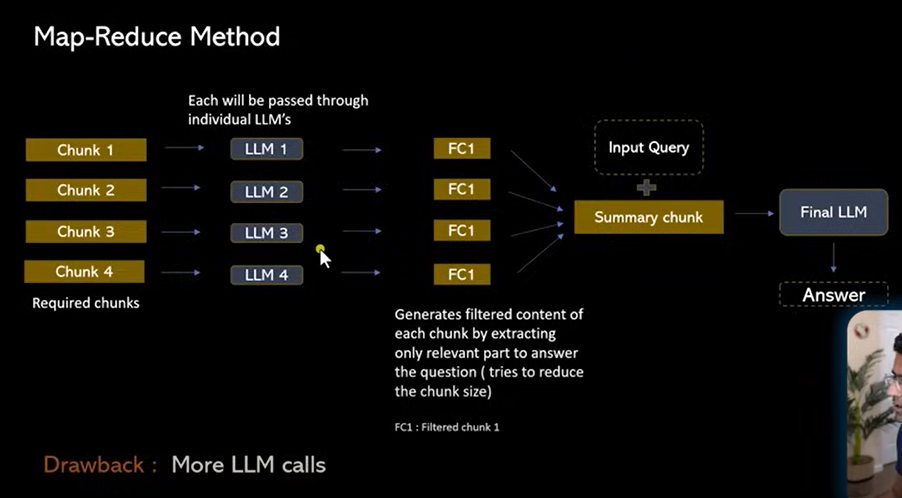 Map-Reduce Method
Each will be passed through
individual LLM's
Chunk 1
LLM 1
FC1
Chunk 2
LLM 2
FC1
Chunk 3
LLM 3
FC1
Chunk 4
LLM 4
FC1
Required chunks
Input Query
Summary chunk
Final LLM
Answer
Generates filtered content of
each chunk by extracting
only relevant part to answer
the question ( tries to reduce
the chunk size)
FC1 : Filtered chunk 1
Drawback : More LLM calls